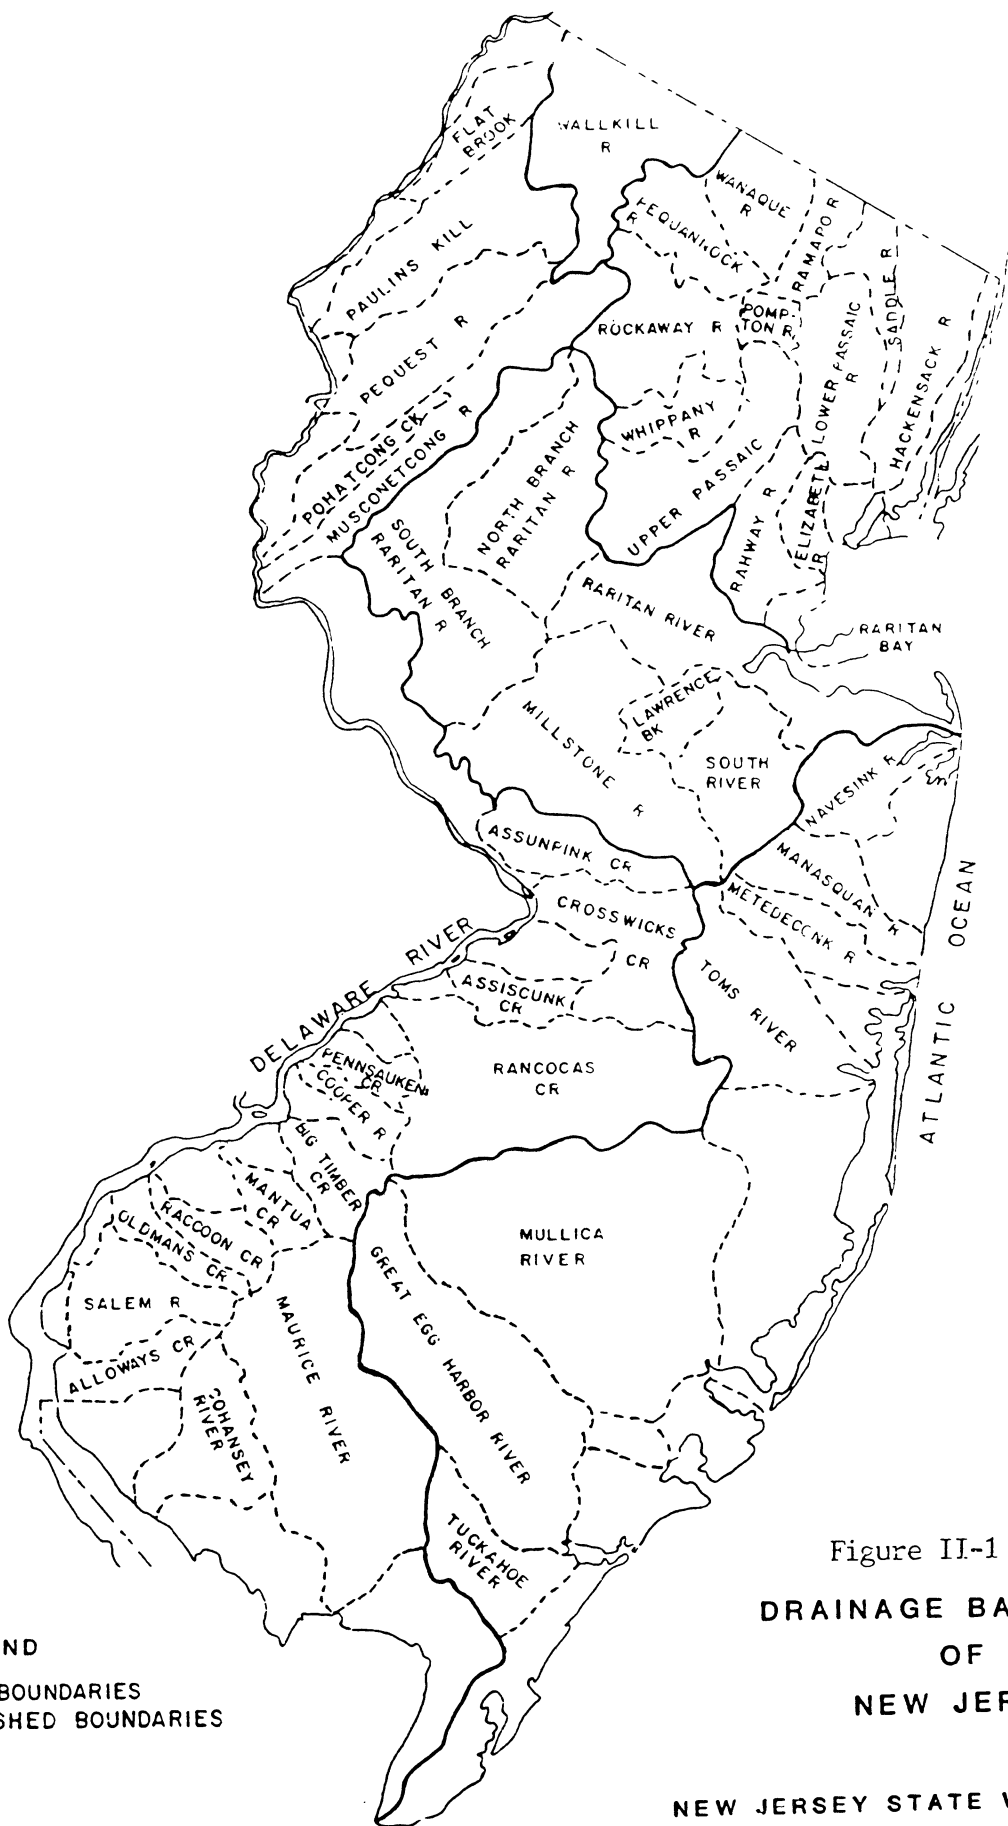 FLAT
BROOK
WALLKILL
R
WANAQUE
R
PEQUANNOCK
R
RAMAPO R
PAULINS KILL
SADDLE R
POMP-
TON R
ROCKAWAY R
LOWER PASSAIC
R
HACKENSACK R
PEQUEST R
WHIPPANY
R
POHATCONG CK
MUSCONETCONG R
NORTH BRANCH
RARITAN R
UPPER PASSAIC
RAHWAY R
ELIZABETH
R
SOUTH BRANCH
RARITAN R
RARITAN RIVER
RARITAN
BAY
LAWRENCE
BK
MILLSTONE R
SOUTH
RIVER
NAVESINK R
ASSUNPINK CR
MANASQUAN R
METEDECONK R
CROSSWICKS
CR
DELAWARE RIVER
ATLANTIC OCEAN
ASSISCUNK
CR
TOMS RIVER
PENNSAUKEN
CR
COOPER R
RANCOCAS
CR
BIG TIMBER
CR
MANTUA
CR
RACCOON CR
OLDMANS CR
MULLICA
RIVER
SALEM R
GREAT EGG HARBOR RIVER
ALLOWAYS CR
MAURICE RIVER
COHANSEY
RIVER
TUCKAHOE
RIVER
Figure II-1
DRAINAGE BA
OF
NEW JER
ND
BOUNDARIES
SHED BOUNDARIES
NEW JERSEY STATE